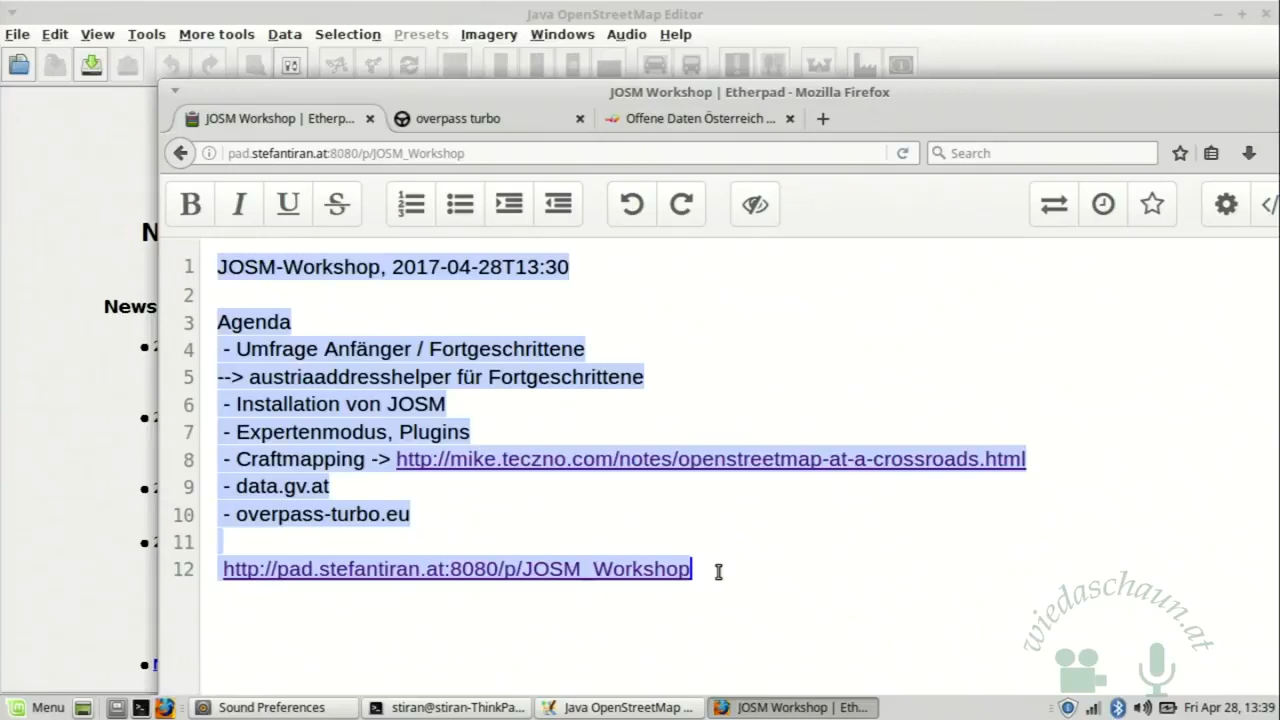 Java OpenStreetMap Editor
File Edit View Tools More tools Data Selection Presets Imagery Windows Audio Help
JOSM Workshop | Etherpad - Mozilla Firefox
JOSM Workshop | Etherp... overpass turbo Offene Daten Österreich ...
pad.stefantiran.at:8080/p/JOSM_Workshop Search
B I U S
1 JOSM-Workshop, 2017-04-28T13:30
2
3 Agenda
4 - Umfrage Anfänger / Fortgeschrittene
5 --> austriaaddresshelper für Fortgeschrittene
6 - Installation von JOSM
7 - Expertenmodus, Plugins
8 - Craftmapping -> http://mike.teczno.com/notes/openstreetmap-at-a-crossroads.html
9 - data.gv.at
10 - overpass-turbo.eu
11
12 http://pad.stefantiran.at:8080/p/JOSM_Workshop
N
News
wiedaschaun.at
Menu Sound Preferences stiran@stiran-ThinkPa... Java OpenStreetMap ... JOSM Workshop | Eth... Fri Apr 28, 13:39